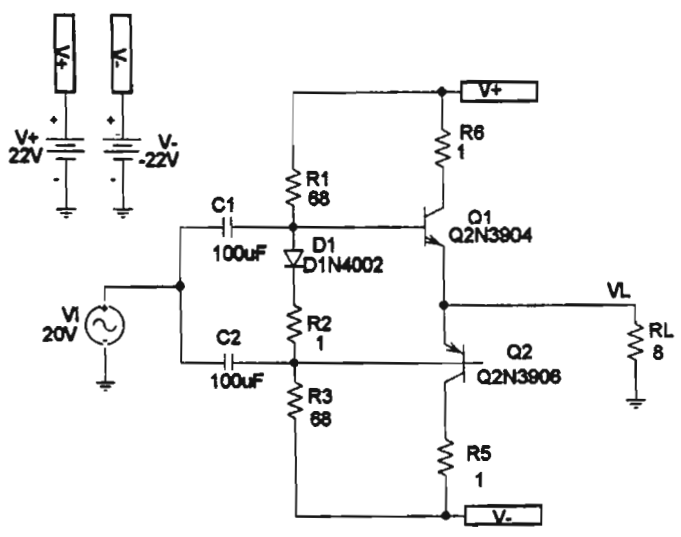 V+
V-
V+
22V
V-
-22V
V+
R6
1
R1
68
C1
100uF
Q1
Q2N3904
D1
D1N4002
VL
Vi
20V
R2
1
RL
8
C2
100uF
Q2
Q2N3906
R3
68
R5
1
V-